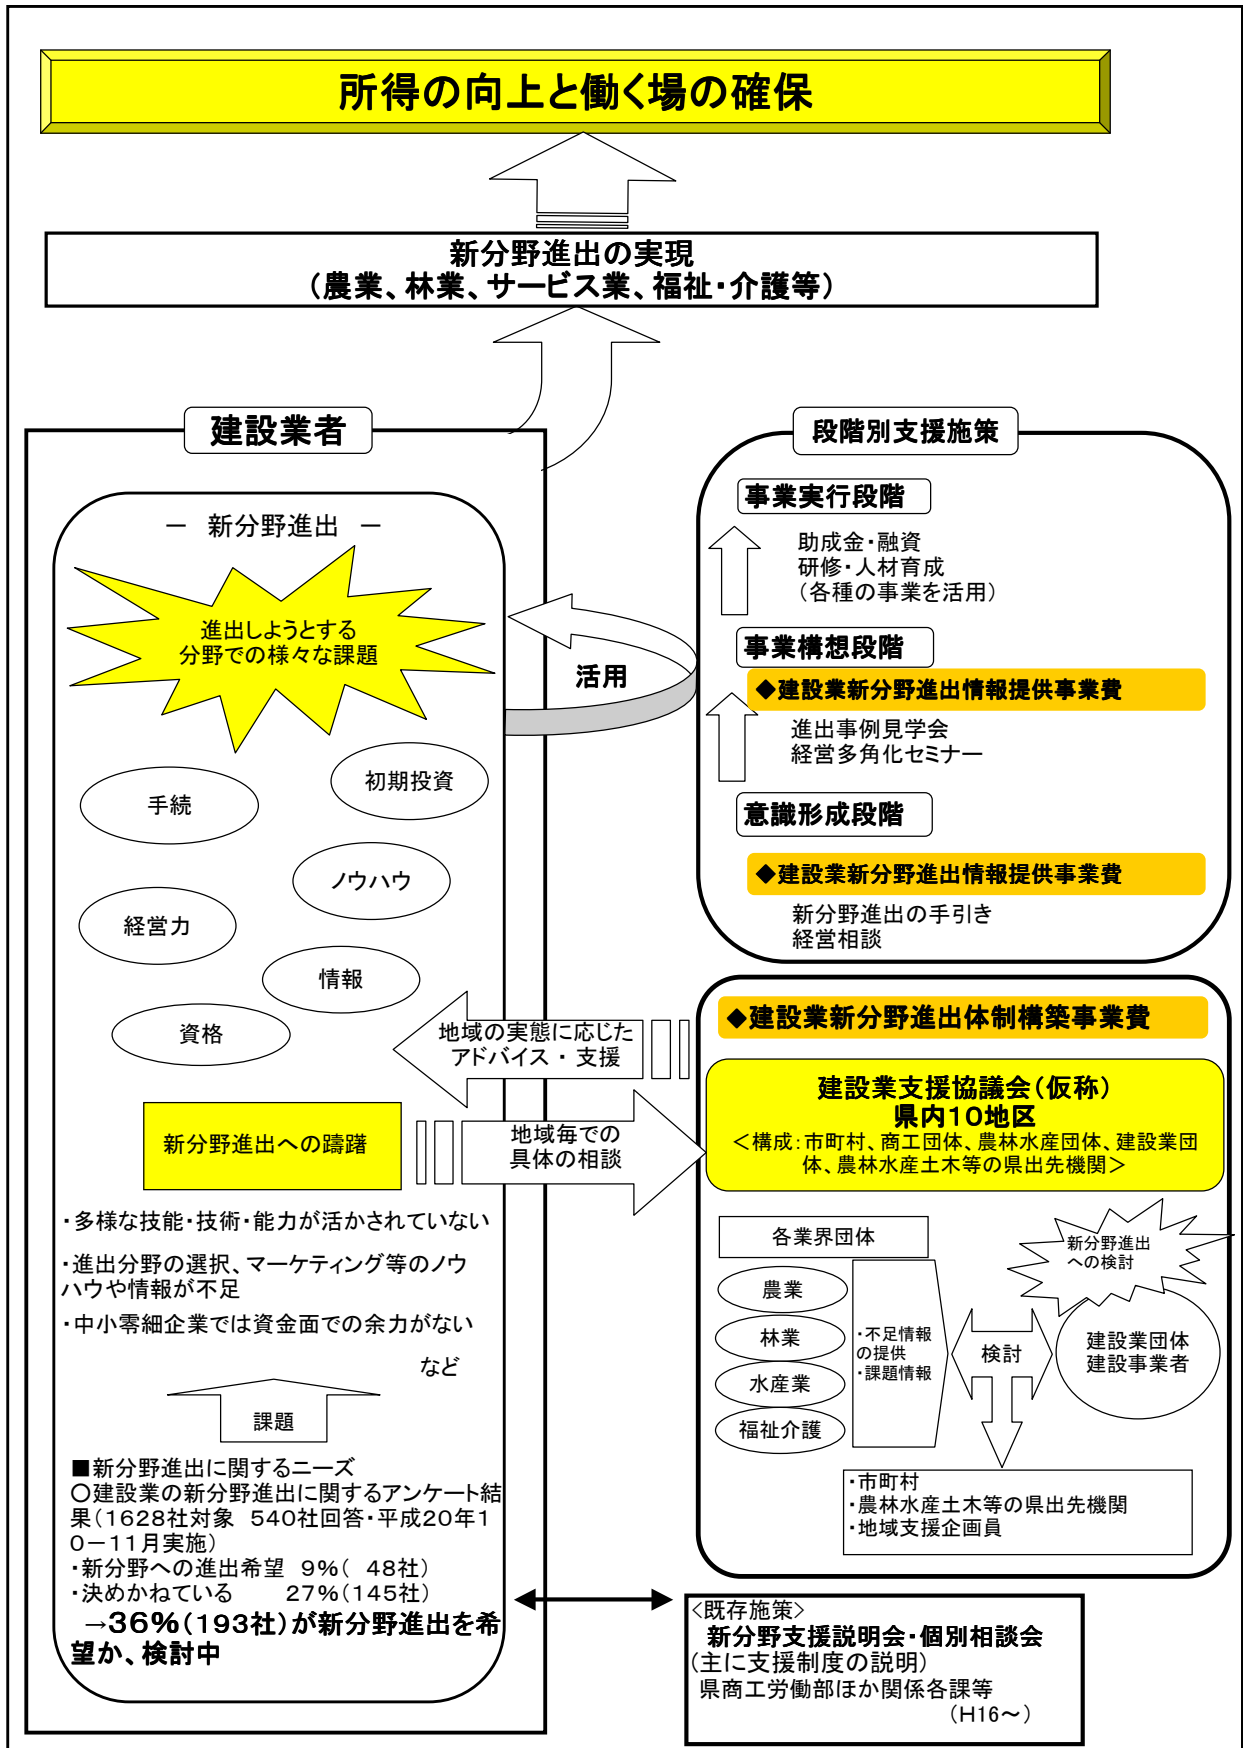 所得の向上と働く場の確保
新分野進出の実現
（農業、林業、サービス業、福祉・介護等）
建設業者
－ 新分野進出 －
進出しようとする
分野での様々な課題
手続
初期投資
ノウハウ
経営力
情報
資格
新分野進出への躊躇
・多様な技能・技術・能力が活かされていない
・進出分野の選択、マーケティング等のノウ
ハウや情報が不足
・中小零細企業では資金面での余力がない
など
課題
■新分野進出に関するニーズ
○建設業の新分野進出に関するアンケート結
果（1628社対象 540社回答・平成20年1
0－11月実施）
・新分野への進出希望 9%（ 48社）
・決めかねている 27%（145社）
→36%（193社）が新分野進出を希
望か、検討中
活用
段階別支援施策
事業実行段階
助成金・融資
研修・人材育成
（各種の事業を活用）
事業構想段階
◆建設業新分野進出情報提供事業費
進出事例見学会
経営多角化セミナー
意識形成段階
◆建設業新分野進出情報提供事業費
新分野進出の手引き
経営相談
地域の実態に応じた
アドバイス ・ 支援
地域毎での
具体の相談
◆建設業新分野進出体制構築事業費
建設業支援協議会（仮称）
県内10地区
＜構成：市町村、商工団体、農林水産団体、建設業団
体、農林水産土木等の県出先機関＞
各業界団体
農業
林業
水産業
福祉介護
・不足情報
の提供
・課題情報
検討
新分野進出
への検討
建設業団体
建設事業者
・市町村
・農林水産土木等の県出先機関
・地域支援企画員
＜既存施策＞
新分野支援説明会・個別相談会
（主に支援制度の説明）
県商工労働部ほか関係各課等
（H16～）